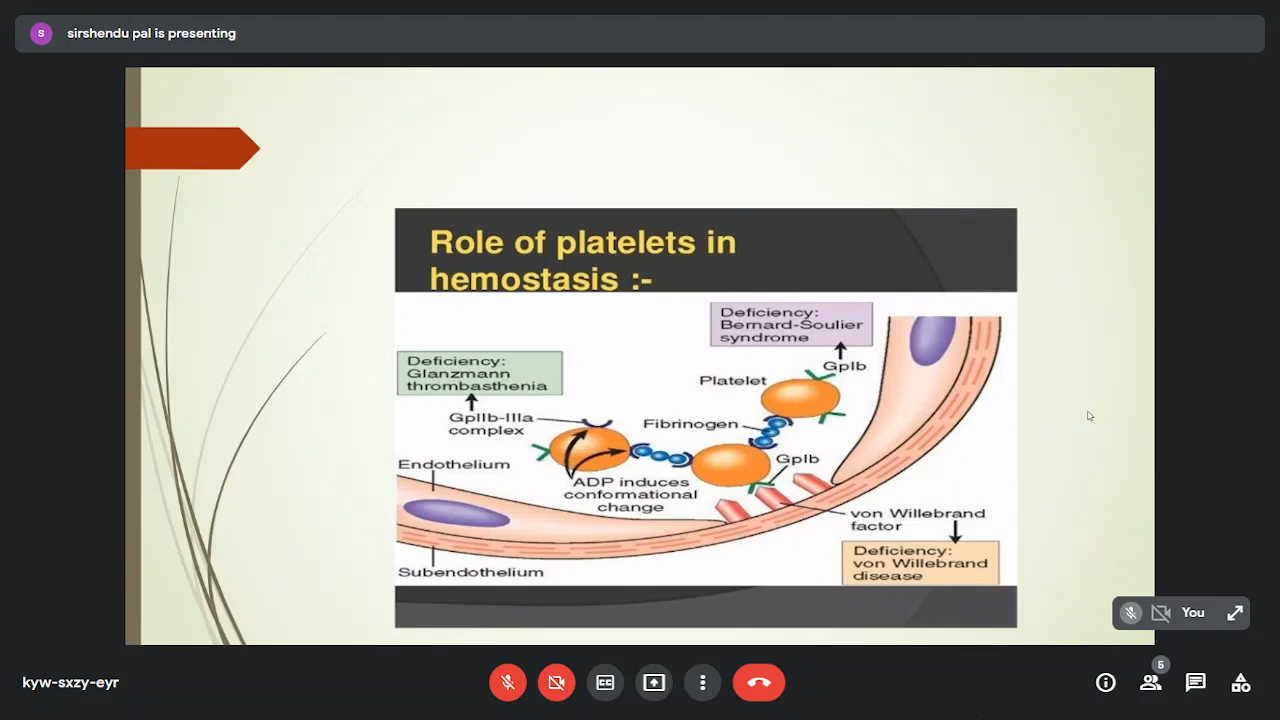 S
sirshendu pal is presenting
Role of platelets in
hemostasis :-
Deficiency:
Bernard-Soulier
syndrome
GpIb
Platelet
Deficiency:
Glanzmann
thrombasthenia
GpIIb-IIIa
complex
Fibrinogen
GpIb
Endothelium
ADP induces
conformational
change
von Willebrand
factor
Deficiency:
von Willebrand
disease
Subendothelium
You
kyw-sxzy-eyr
CC
5